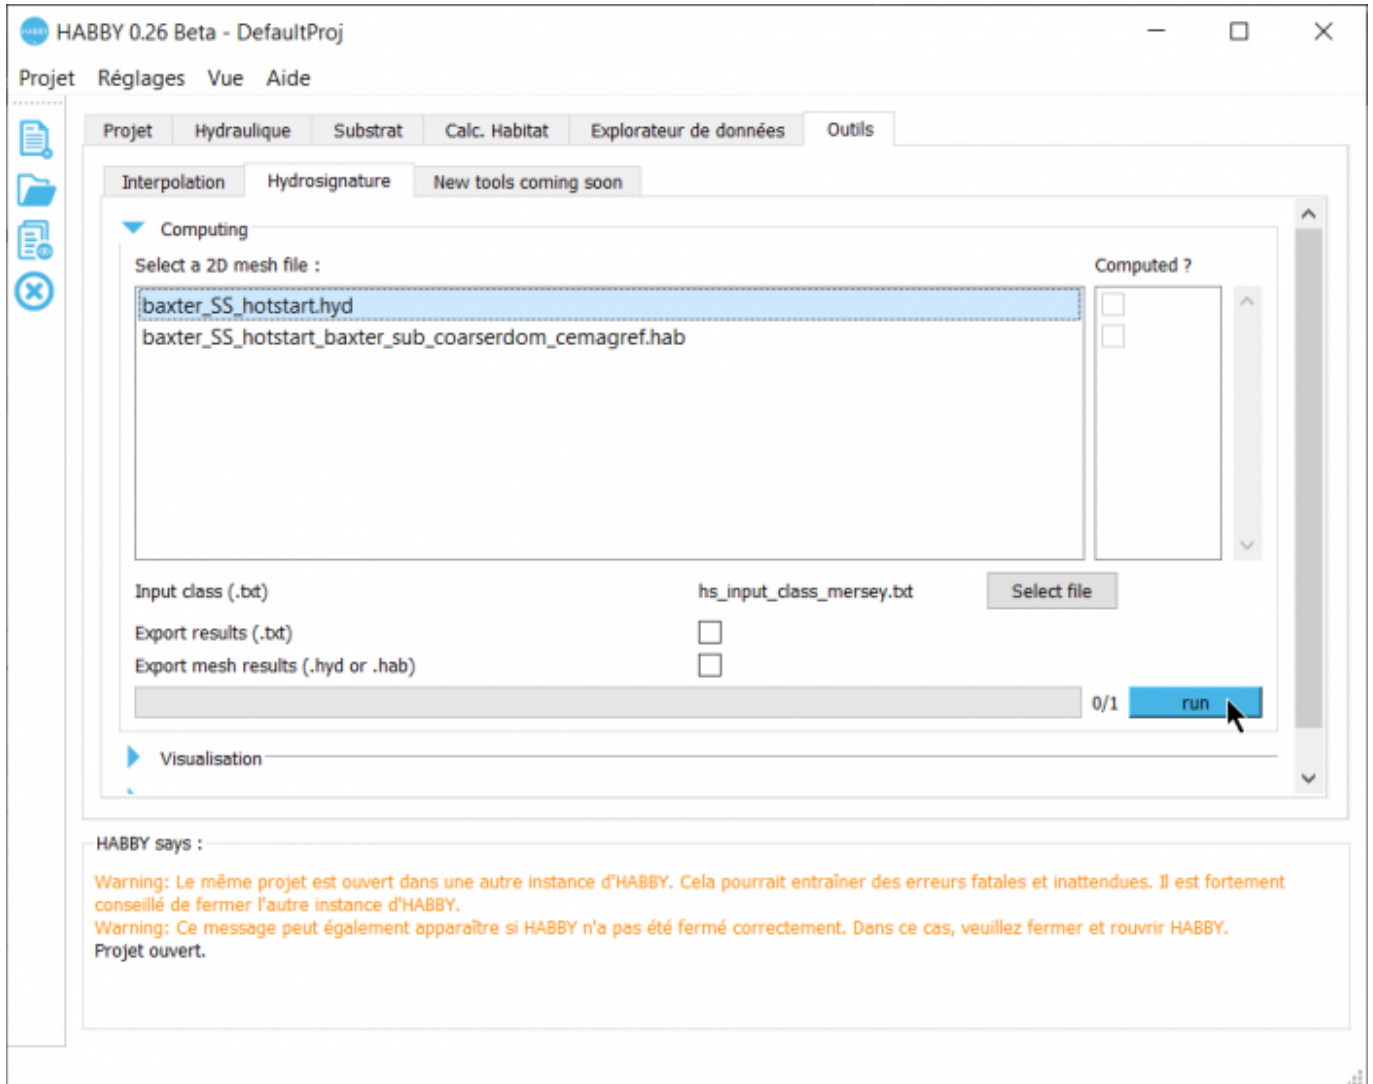 HABBY 0.26 Beta - DefaultProj
Projet Réglages Vue Aide
Projet Hydraulique Substrat Calc. Habitat Explorateur de données Outils
Interpolation Hydrosignature New tools coming soon
Computing
Select a 2D mesh file : Computed ?
baxter_SS_hotstart.hyd
baxter_SS_hotstart_baxter_sub_coarserdom_cemagref.hab
Input class (.txt) hs_input_class_mersey.txt Select file
Export results (.txt)
Export mesh results (.hyd or .hab)
0/1 run
Visualisation
HABBY says :
Warning: Le même projet est ouvert dans une autre instance d'HABBY. Cela pourrait entraîner des erreurs fatales et inattendues. Il est fortement
conseillé de fermer l'autre instance d'HABBY.
Warning: Ce message peut également apparaître si HABBY n'a pas été fermé correctement. Dans ce cas, veuillez fermer et rouvrir HABBY.
Projet ouvert.